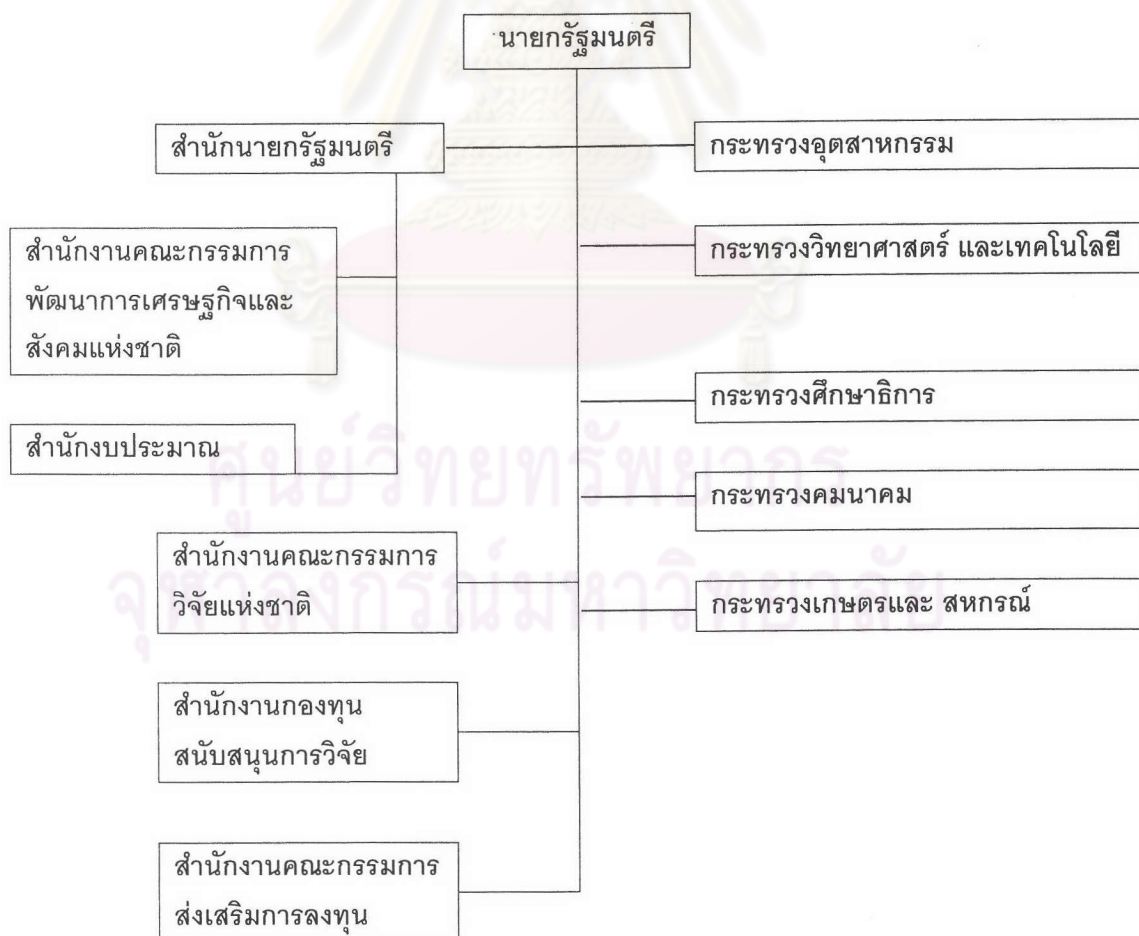 นายกรัฐมนตรี
สำนักนายกรัฐมนตรี
กระทรวงอุตสาหกรรม
สำนักงานคณะกรรมการ
พัฒนาการเศรษฐกิจและ
สังคมแห่งชาติ
กระทรวงวิทยาศาสตร์ และเทคโนโลยี
กระทรวงศึกษาธิการ
สำนักงบประมาณ
ศูนย์วิทยทรัพยากร
กระทรวงคมนาคม
สำนักงานคณะกรรมการ
วิจัยแห่งชาติ
จุฬาลงกรณ์มหาวิทยาลัย
กระทรวงเกษตรและ สหกรณ์
สำนักงานกองทุน
สนับสนุนการวิจัย
สำนักงานคณะกรรมการ
ส่งเสริมการลงทุน